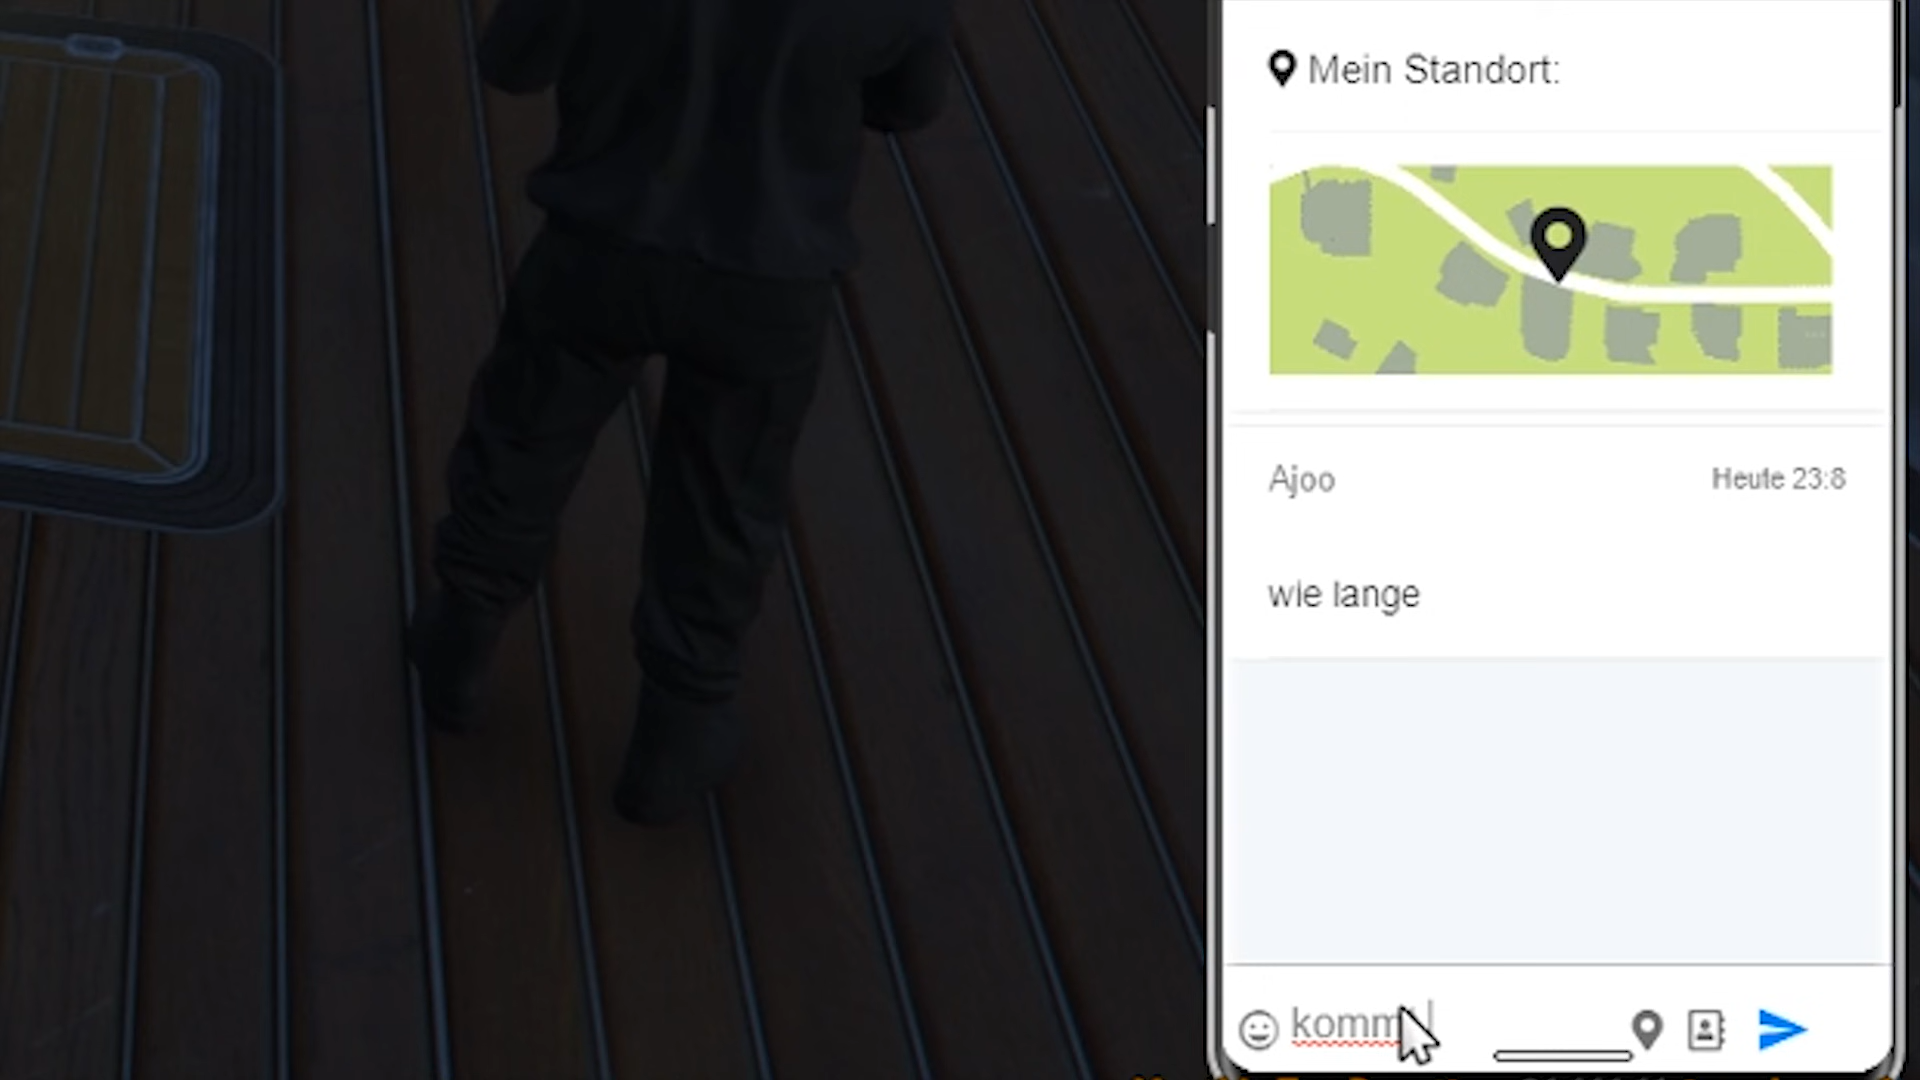 Mein Standort:
Ajoo
Heute 23:8
wie lange
komm